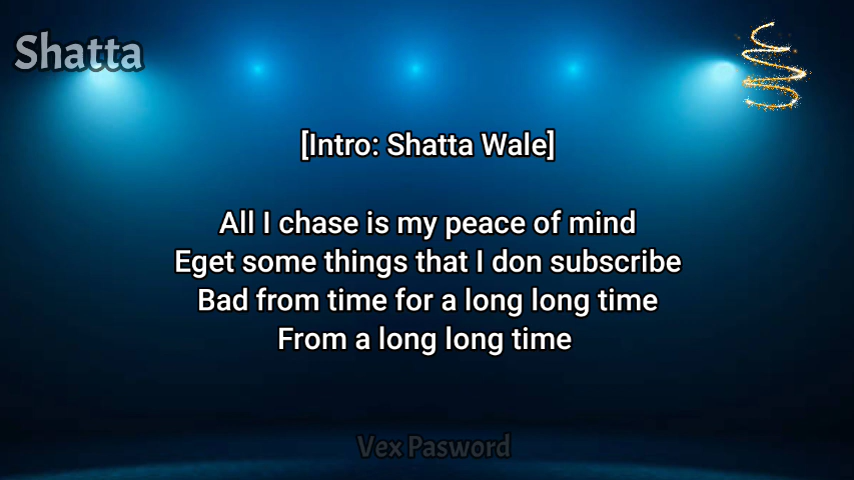 Shatta
[Intro: Shatta Wale]
All I chase is my peace of mind
Eget some things that I don subscribe
Bad from time for a long long time
From a long long time
Vex Pasword